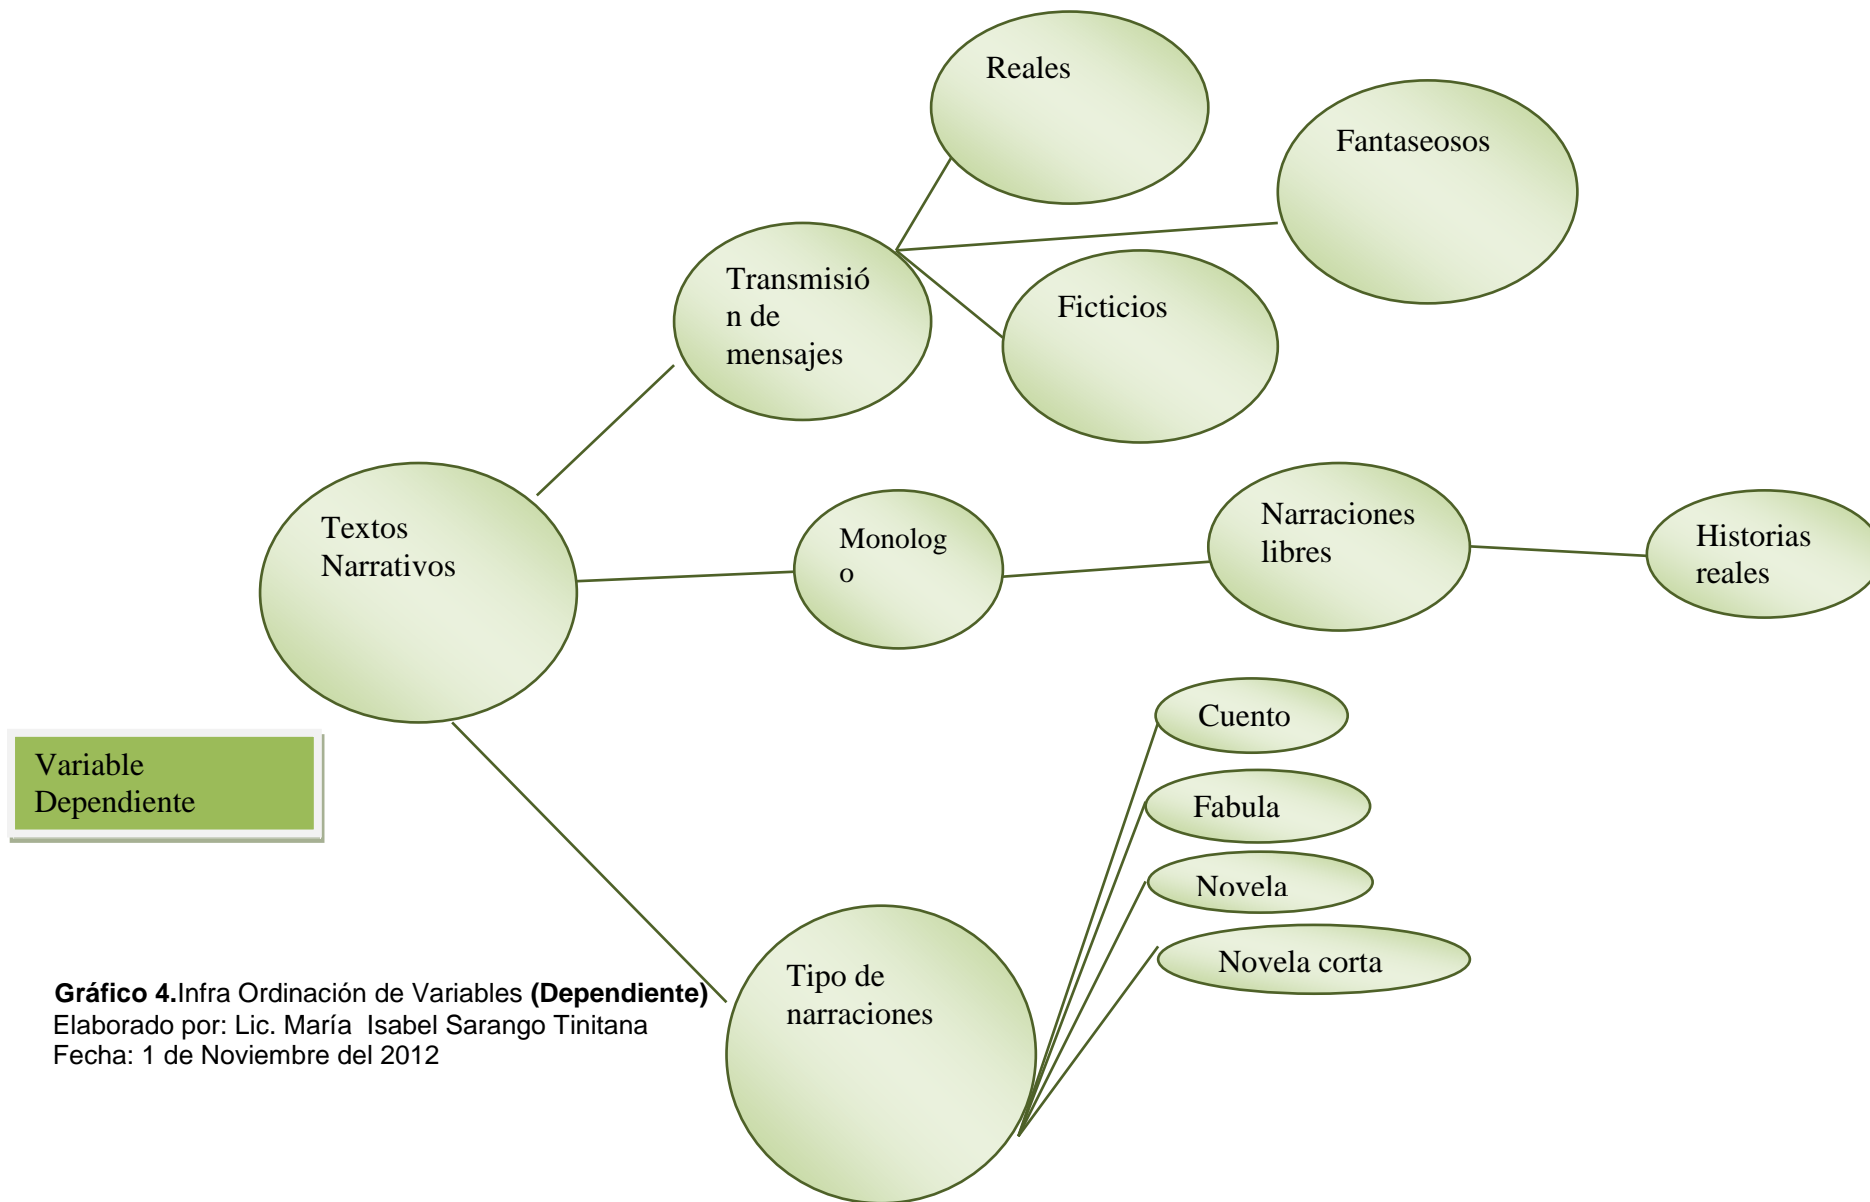 Reales
Fantaseosos
Transmisió
n de
mensajes
Ficticios
Textos
Narrativos
Monolog
o
Narraciones
libres
Historias
reales
Cuento
Variable
Dependiente
Fabula
Novela
Novela corta
Tipo de
narraciones
Gráfico 4.Infra Ordinación de Variables (Dependiente)
Elaborado por: Lic. María  Isabel Sarango Tinitana
Fecha: 1 de Noviembre del 2012